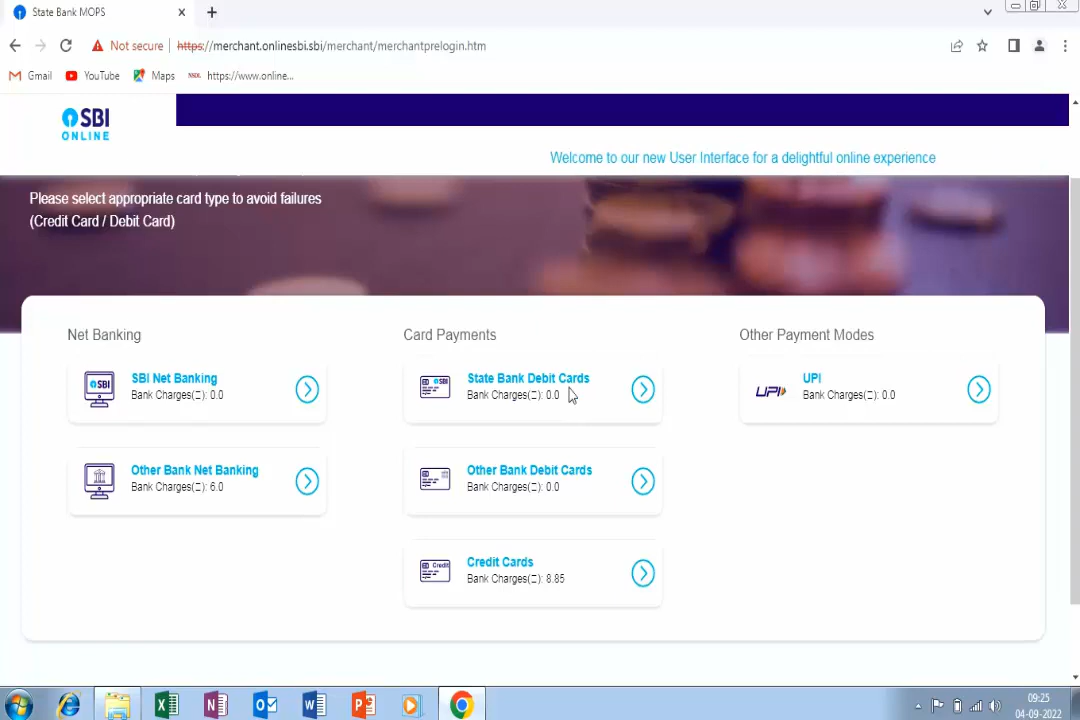 State Bank MOPS
Not secure https://merchant.onlinesbi.sbi/merchant/merchantprelogin.htm
Gmail YouTube Maps NSDL https://www.online...
SBI
ONLINE
Welcome to our new User Interface for a delightful online experience
Please select appropriate card type to avoid failures
(Credit Card / Debit Card)
Net Banking
SBI Net Banking
Bank Charges(□): 0.0
Other Bank Net Banking
Bank Charges(□): 6.0
Card Payments
State Bank Debit Cards
Bank Charges(□): 0.0
Other Bank Debit Cards
Bank Charges(□): 0.0
Credit Cards
Bank Charges(□): 8.85
Other Payment Modes
UPI
UPI
Bank Charges(□): 0.0
09:25
04-09-2022